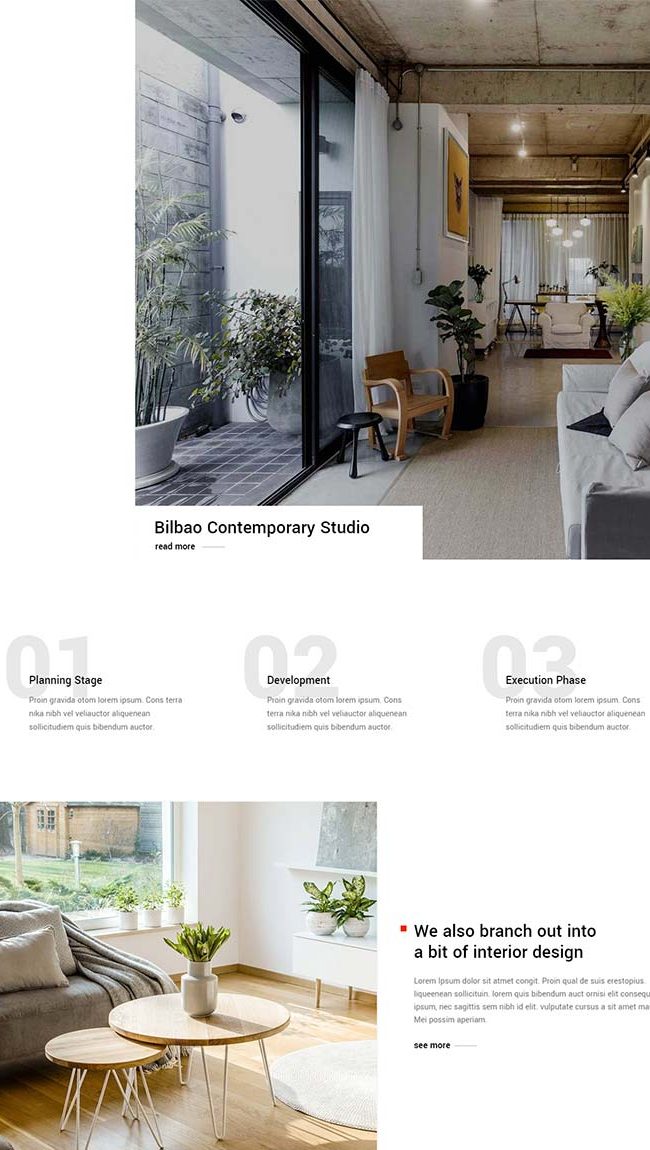 Bilbao Contemporary Studio
read more
01
Planning Stage
Proin gravida otom lorem ipsum. Cons terra
nika nibh vel veliauctor aliquenean
sollicitudiem quis bibendum auctor.
02
Development
Proin gravida otom lorem ipsum. Cons
terra nika nibh vel veliauctor aliquenean
sollicitudiem quis bibendum auctor.
03
Execution Phase
Proin gravida otom lorem ipsum. Cons
terra nika nibh vel veliauctor aliquenean
sollicitudiem quis bibendum auctor.
We also branch out into
a bit of interior design
Lorem Ipsum dolor sit atmet congit. Proin qual de suis erestopius.
liqueenean sollicituin. lorem quis bibendum auct ornisi elit consequ
ipsum, nec sagittis sem nibh id elit. vulputate cursus a sit amet ma
Mei possim aperiam.
see more